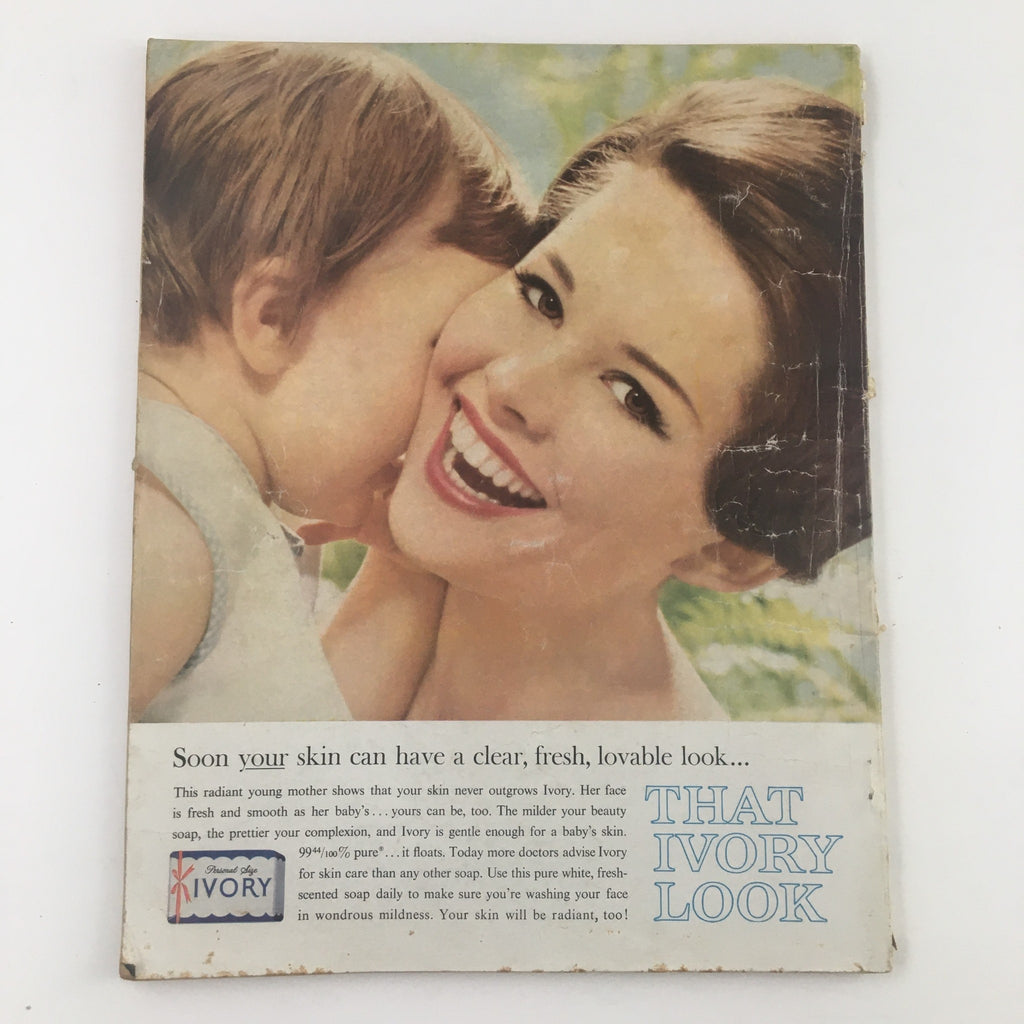 Soon your skin can have a clear, fresh, lovable look...
This radiant young mother shows that your skin never outgrows Ivory. Her face
is fresh and smooth as her baby's...yours can be, too. The milder your beauty
soap, the prettier your complexion, and Ivory is gentle enough for a baby's skin.
99 44/100% pure®...it floats. Today more doctors advise Ivory
for skin care than any other soap. Use this pure white, fresh-
scented soap daily to make sure you're washing your face
in wondrous mildness. Your skin will be radiant, too!
Personal Size
IVORY
THAT
IVORY
LOOK